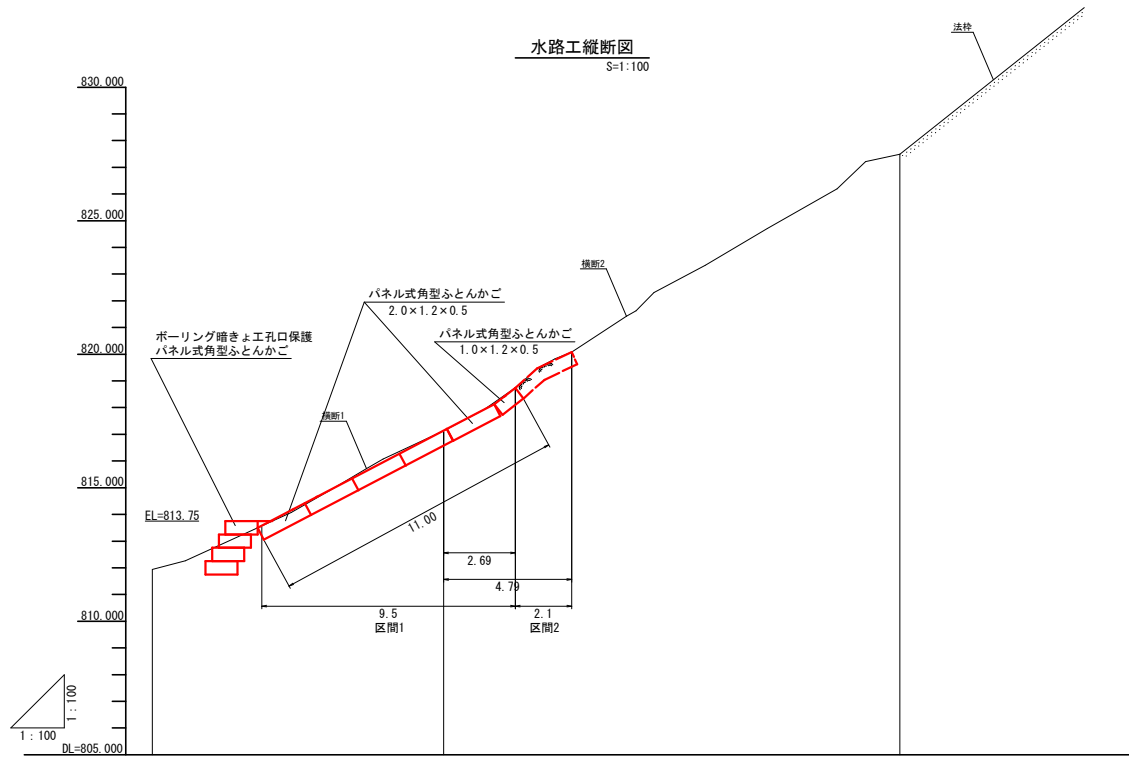 水路工縦断図
S=1:100
法枠
830.000
825.000
横断2
パネル式角型ふとんかご
2.0×1.2×0.5
パネル式角型ふとんかご
1.0×1.2×0.5
ボーリング暗きょ工孔口保護
パネル式角型ふとんかご
820.000
横断1
815.000
EL=813.75
11.00
2.69
4.79
9.5
区間1
2.1
区間2
810.000
1:100
1:100
DL=805.000